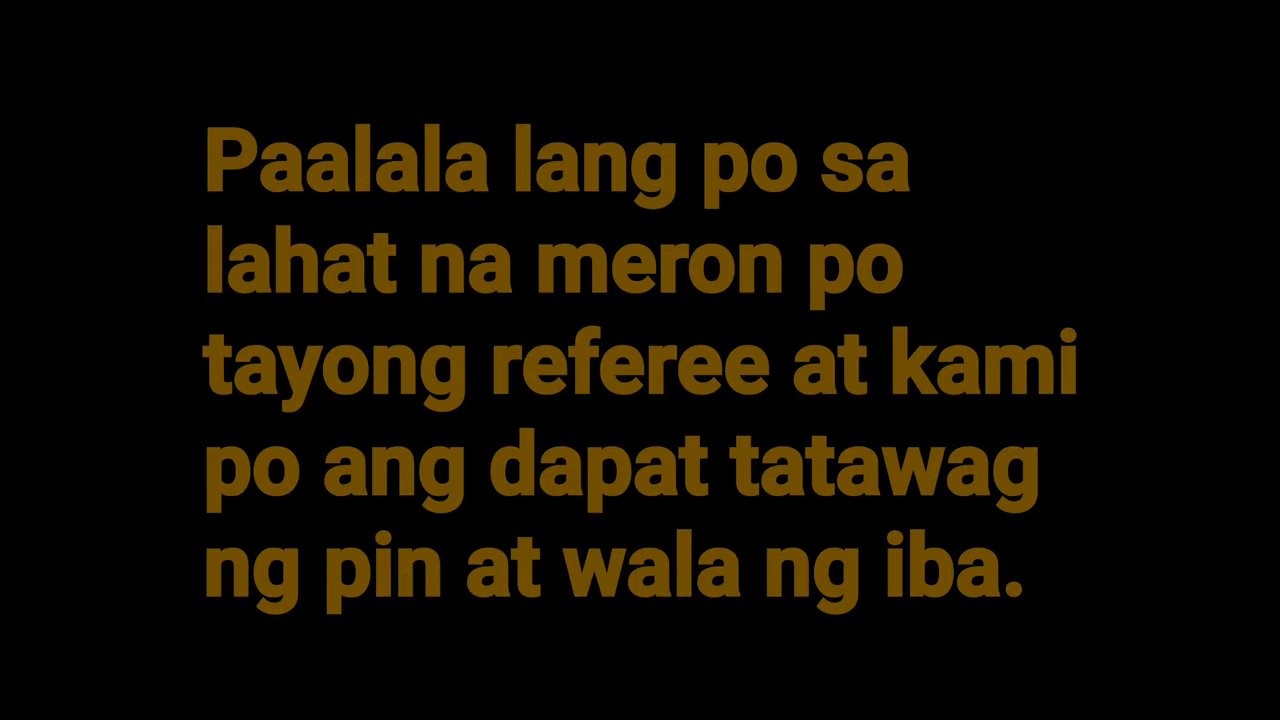 Paalala lang po sa
lahat na meron po
tayong referee at kami
po ang dapat tatawag
ng pin at wala ng iba.